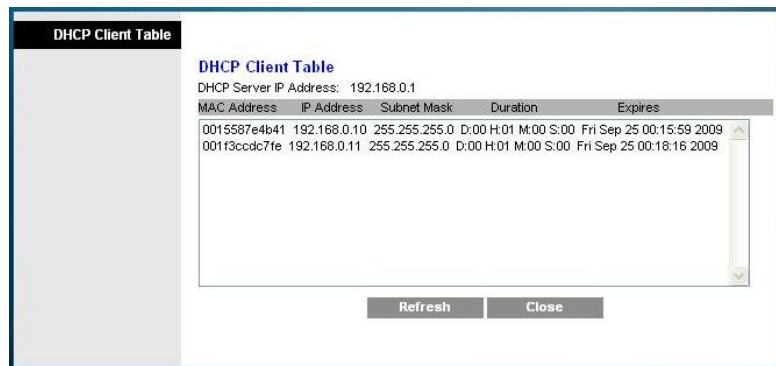 DHCP Client Table
DHCP Client Table
DHCP Server IP Address: 192.168.0.1
MAC Address IP Address Subnet Mask Duration Expires
0015587e4b41 192.168.0.10 255.255.255.0 D:00 H:01 M:00 S:00 Fri Sep 25 00:15:59 2009
001f3ccdc7fe 192.168.0.11 255.255.255.0 D:00 H:01 M:00 S:00 Fri Sep 25 00:18:16 2009
Refresh Close